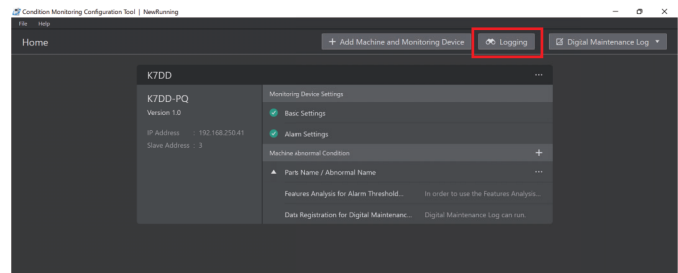 Condition Monitoring Configuration Tool | NewRunning
File Help
Home
+ Add Machine and Monitoring Device
Logging
Digital Maintenance Log
K7DD
K7DD-PQ
Version 1.0
IP Address : 192.168.250.41
Slave Address : 3
Monitoring Device Settings
Basic Settings
Alarm Settings
Machine abnormal Condition
Parts Name / Abnormal Name
Features Analysis for Alarm Threshold... In order to use the Features Analysis...
Data Registration for Digital Maintenanc... Digital Maintenance Log can run.